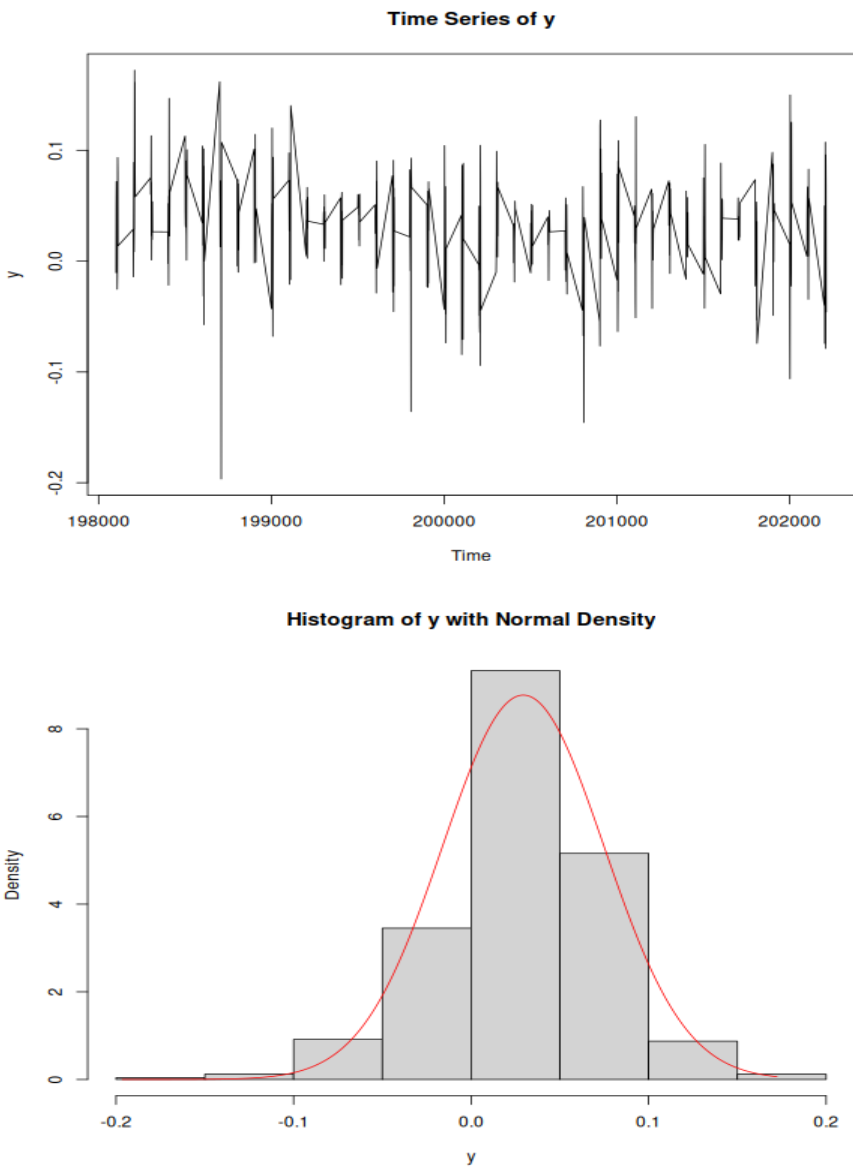 Time Series of y
y
0.1
0.0
-0.1
-0.2
198000 199000 200000 201000 202000
Time
Histogram of y with Normal Density
Density
8
6
4
2
0
-0.2 -0.1 0.0 0.1 0.2
y